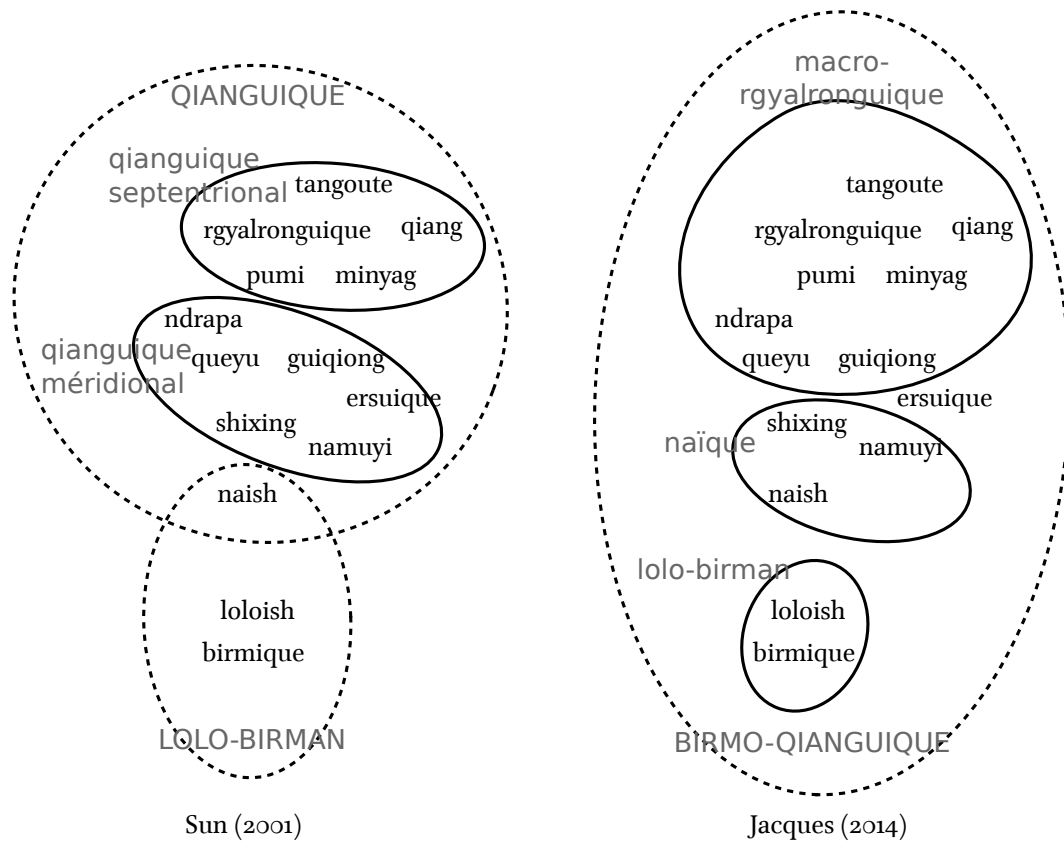 QIANGUIQUE
qianguique
septentrional
tangoute
rgyalronguique qiang
pumi minyag
ndrapa
qianguique
méridional
queyu guiqiong
ersuique
shixing
namuyi
naish
loloish
birmique
LOLO-BIRMAN
Sun (2001)
macro-
rgyalronguique
tangoute
rgyalronguique qiang
pumi minyag
ndrapa
queyu guiqiong
ersuique
shixing
naïque
namuyi
naish
lolo-birman
loloish
birmique
BIRMO-QIANGUIQUE
Jacques (2014)